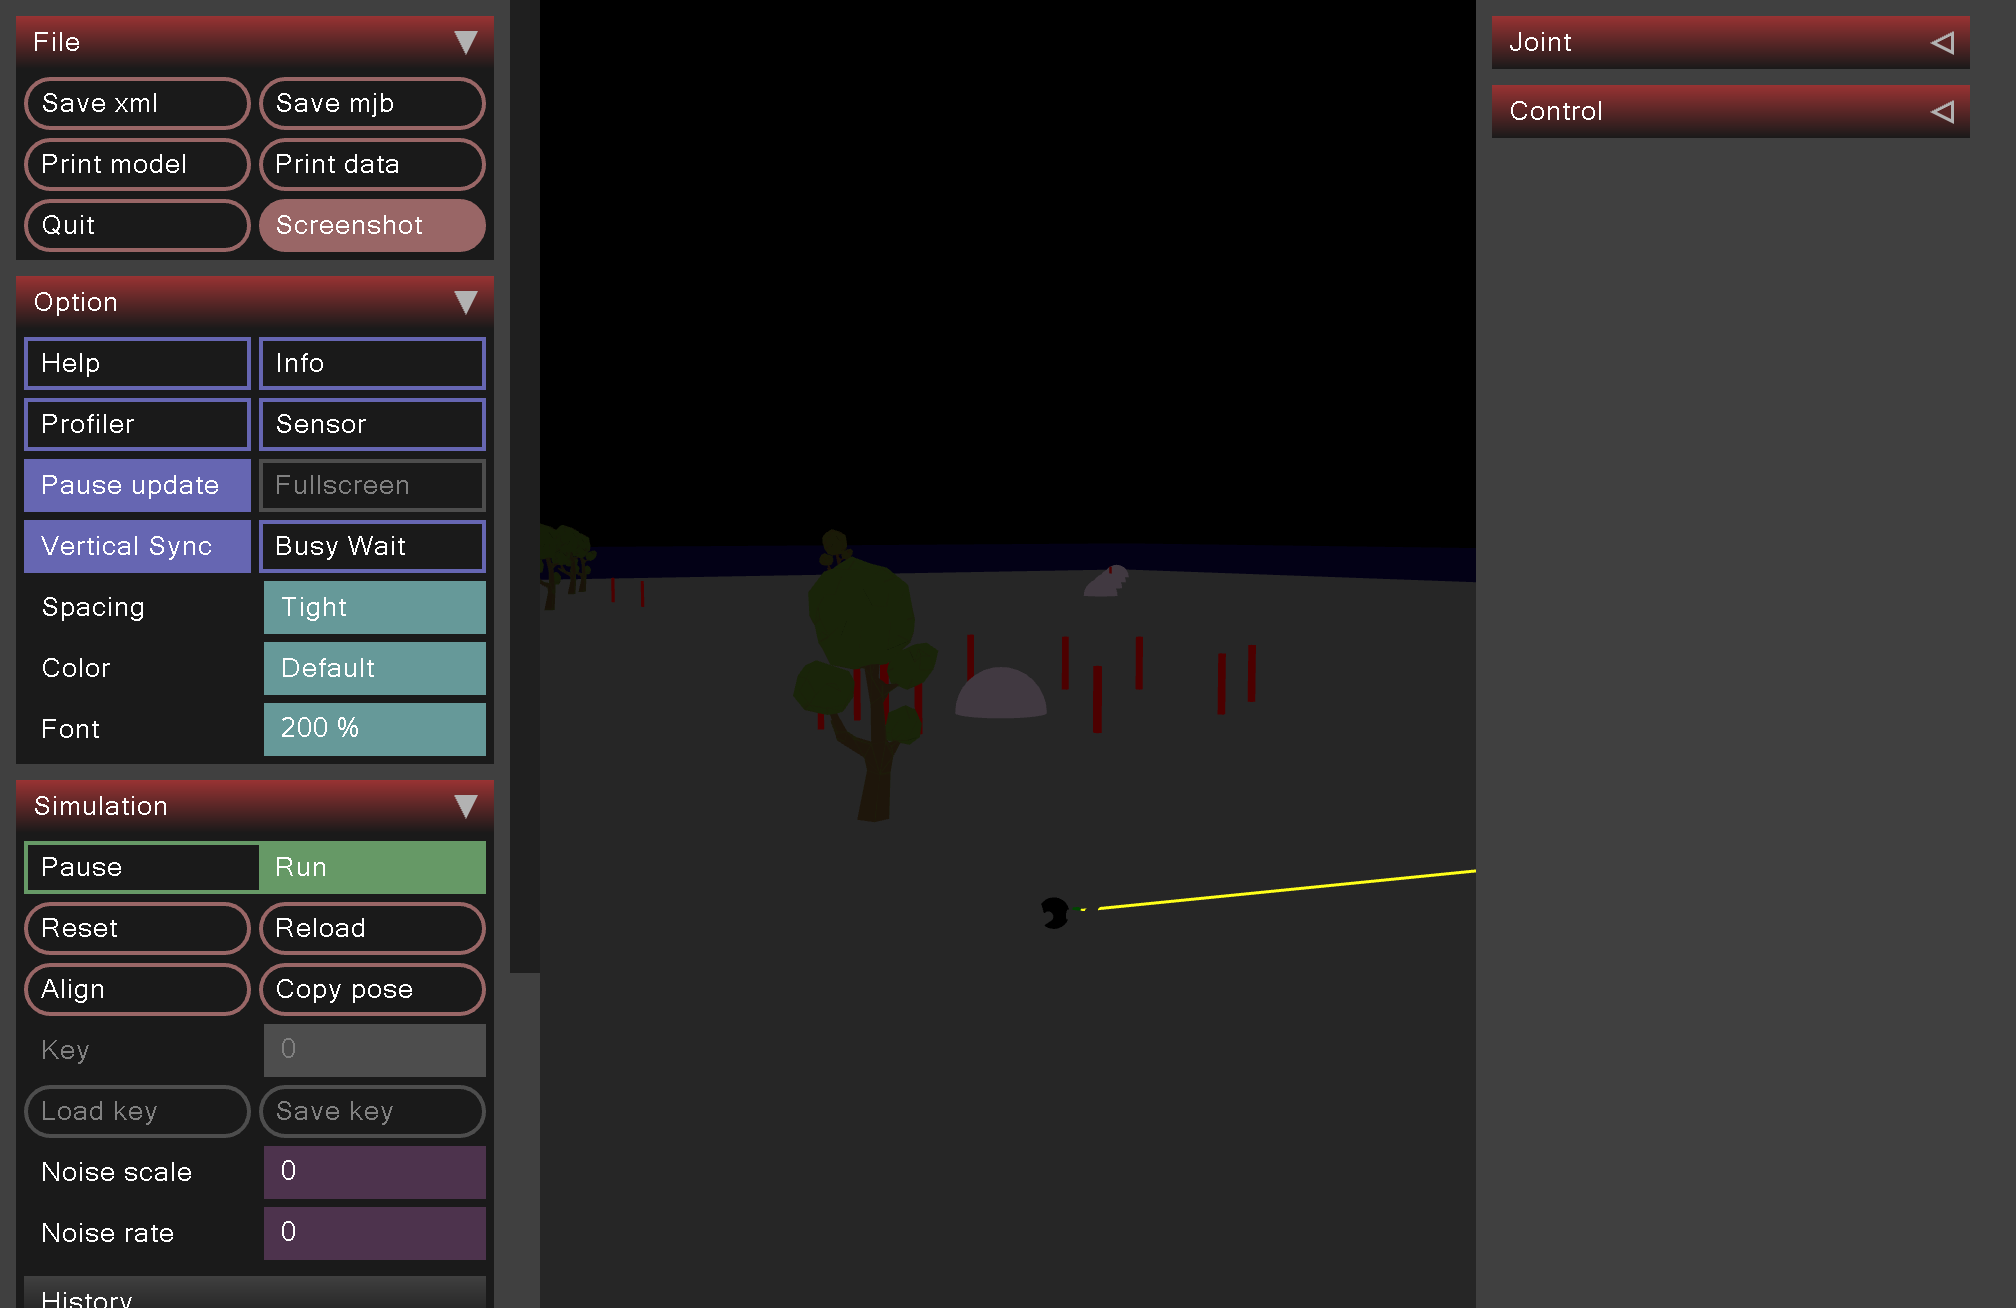 File
Save xml
Save mjb
Print model
Print data
Quit
Screenshot
Option
Help
Info
Profiler
Sensor
Pause update
Fullscreen
Vertical Sync
Busy Wait
Spacing
Tight
Color
Default
Font
200 %
Simulation
Pause
Run
Reset
Reload
Align
Copy pose
Key
0
Load key
Save key
Noise scale
0
Noise rate
0
History
Joint
Control